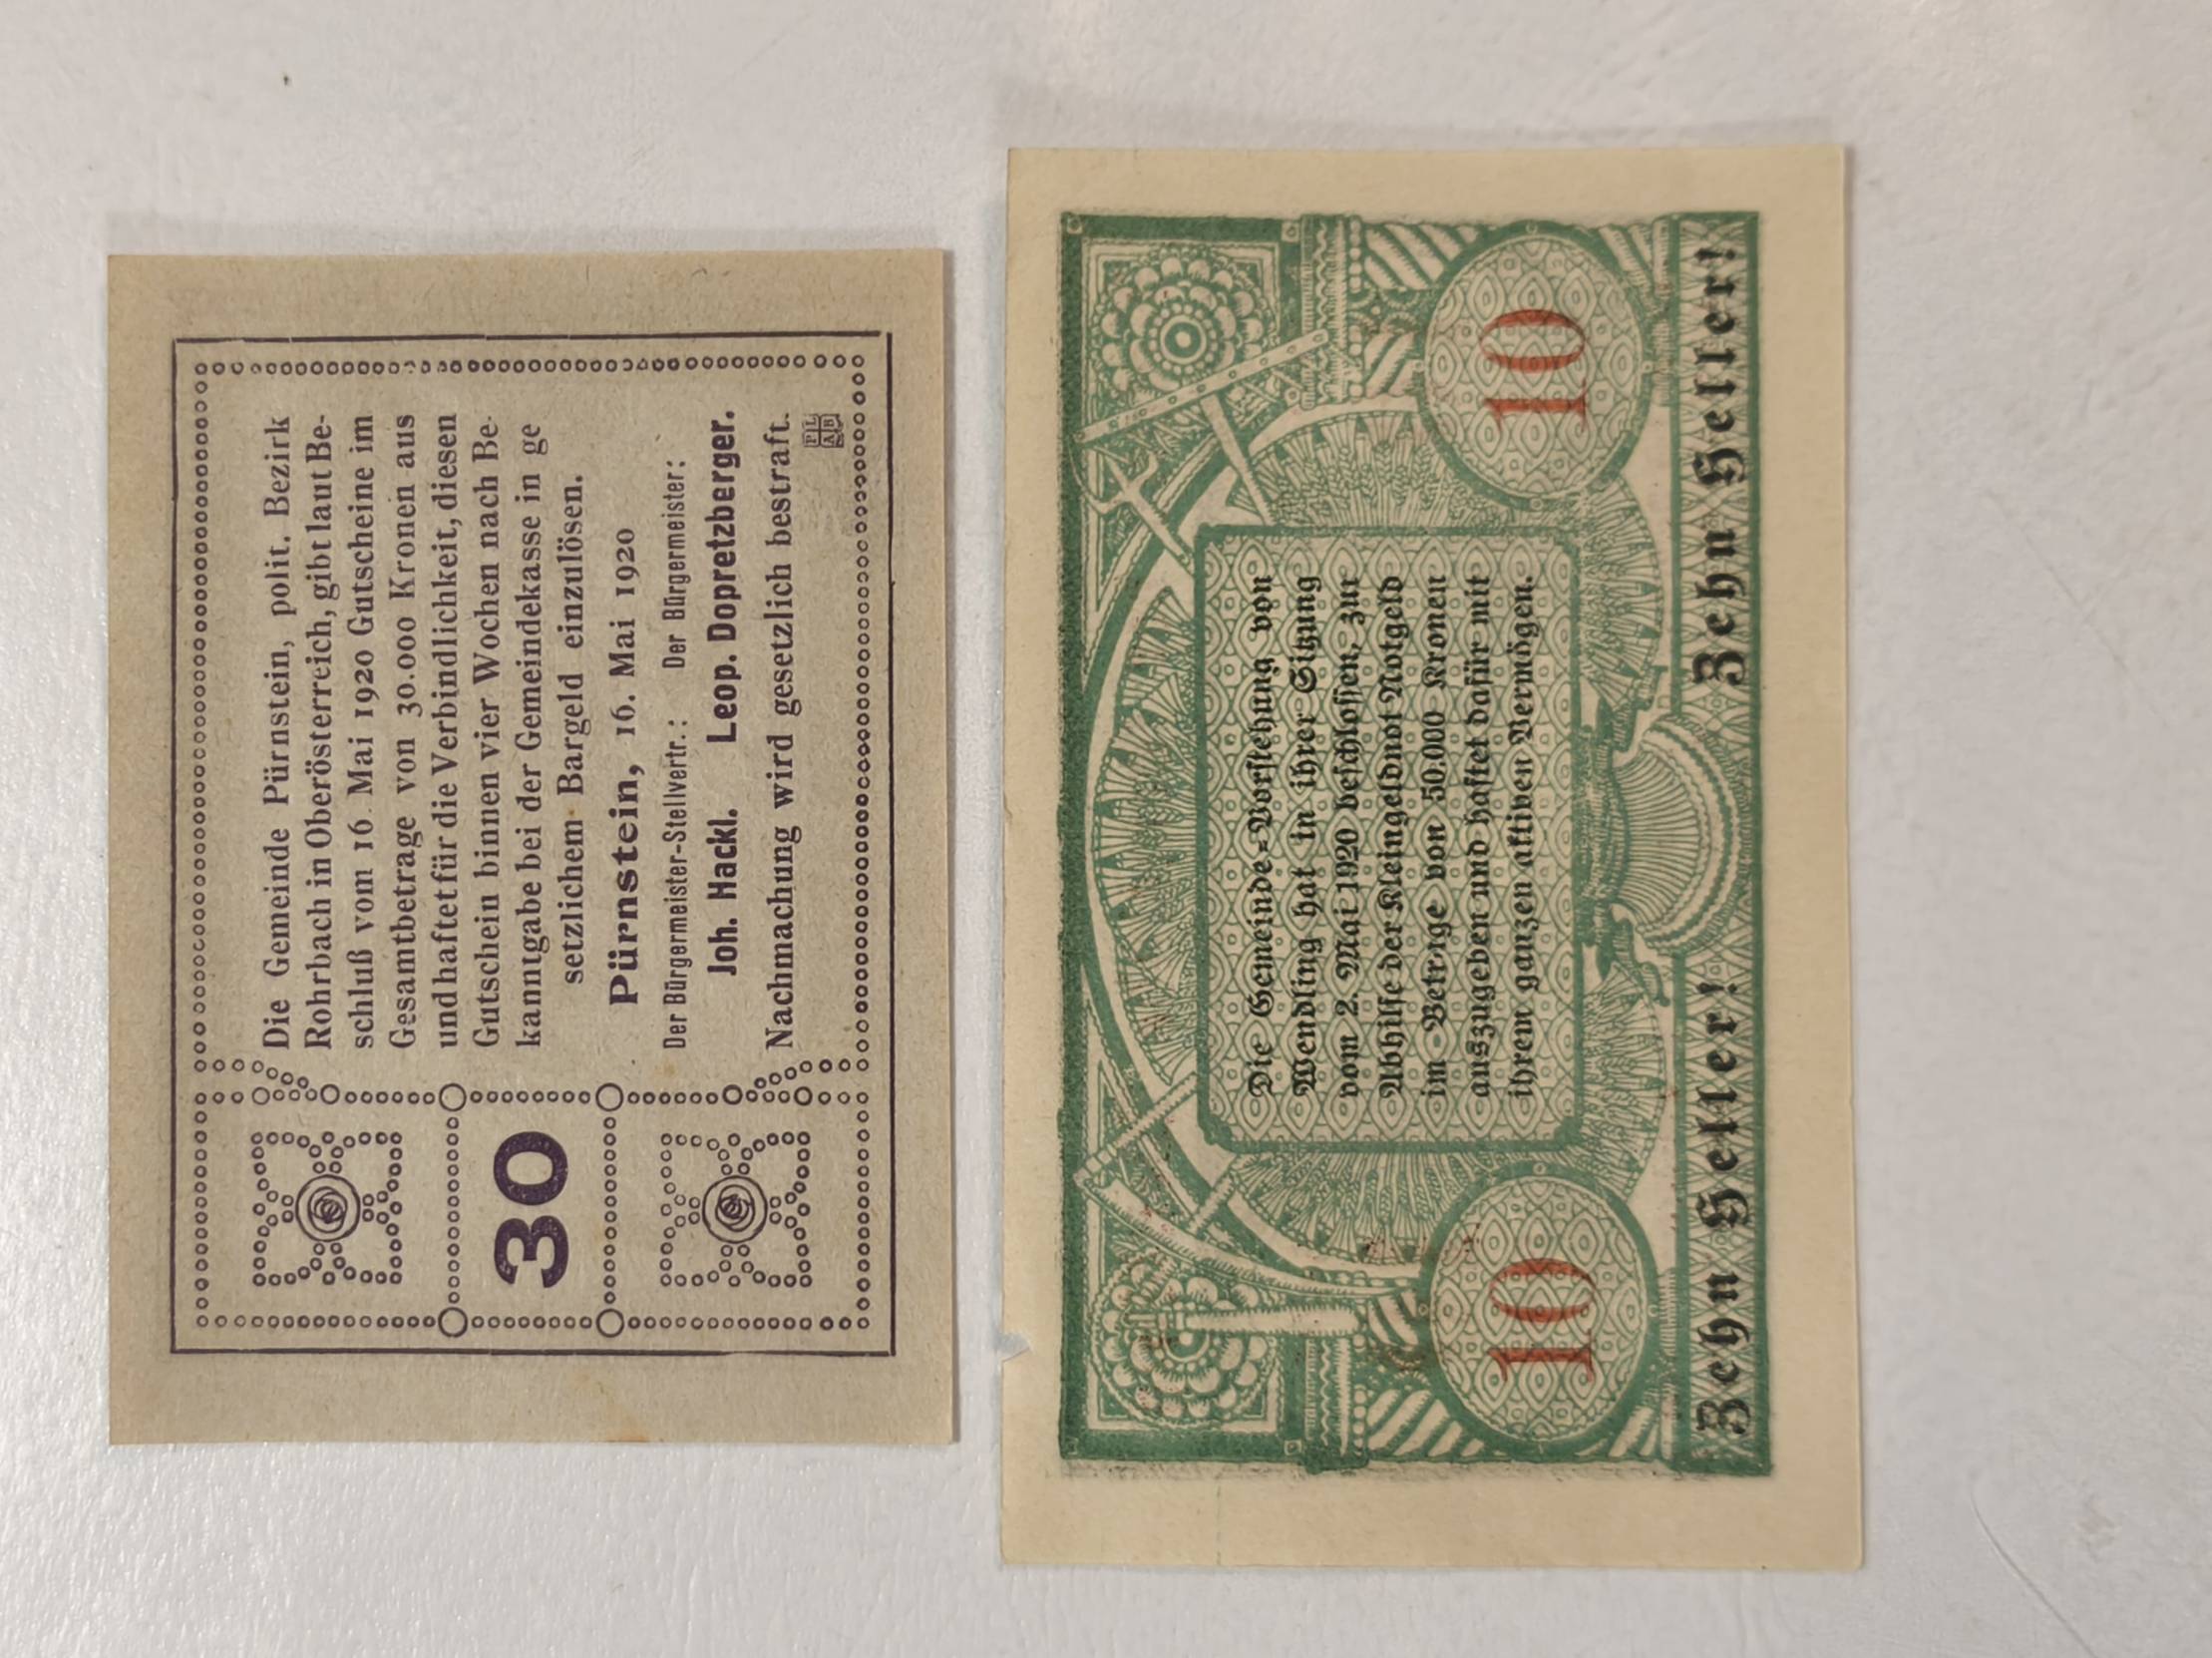 Die Gemeinde Pürnstein, polit. Bezirk
Rohrbach in Oberösterreich, gibt laut Be-
schluß vom 16. Mai 1920 Gutscheine im
Gesamtbetrage von 30.000 Kronen aus
und haftet für die Verbindlichkeit, diesen
Gutschein binnen vier Wochen nach Be-
kanntgabe bei der Gemeindekasse in ge
setzlichem Bargeld einzulösen.
Pürnstein, 16. Mai 1920
Der Bürgermeister-Stellvertr.: Der Bürgermeister:
Joh. Hackl. Leop. Dopretzberger.
Nachmachung wird gesetzlich bestraft.
PL
AB
30
Die Gemeinde-Vorstehung von
Wendling hat in ihrer Sitzung
vom 2. Mai 1920 beschlossen, zur
Abhilfe der Kleingeldnot Notgeld
im Betrage von 50.000 Kronen
auszugeben und haftet dafür mit
ihrem ganzen aktiven Vermögen.
10
10
Zehn Heller! Zehn Heller!